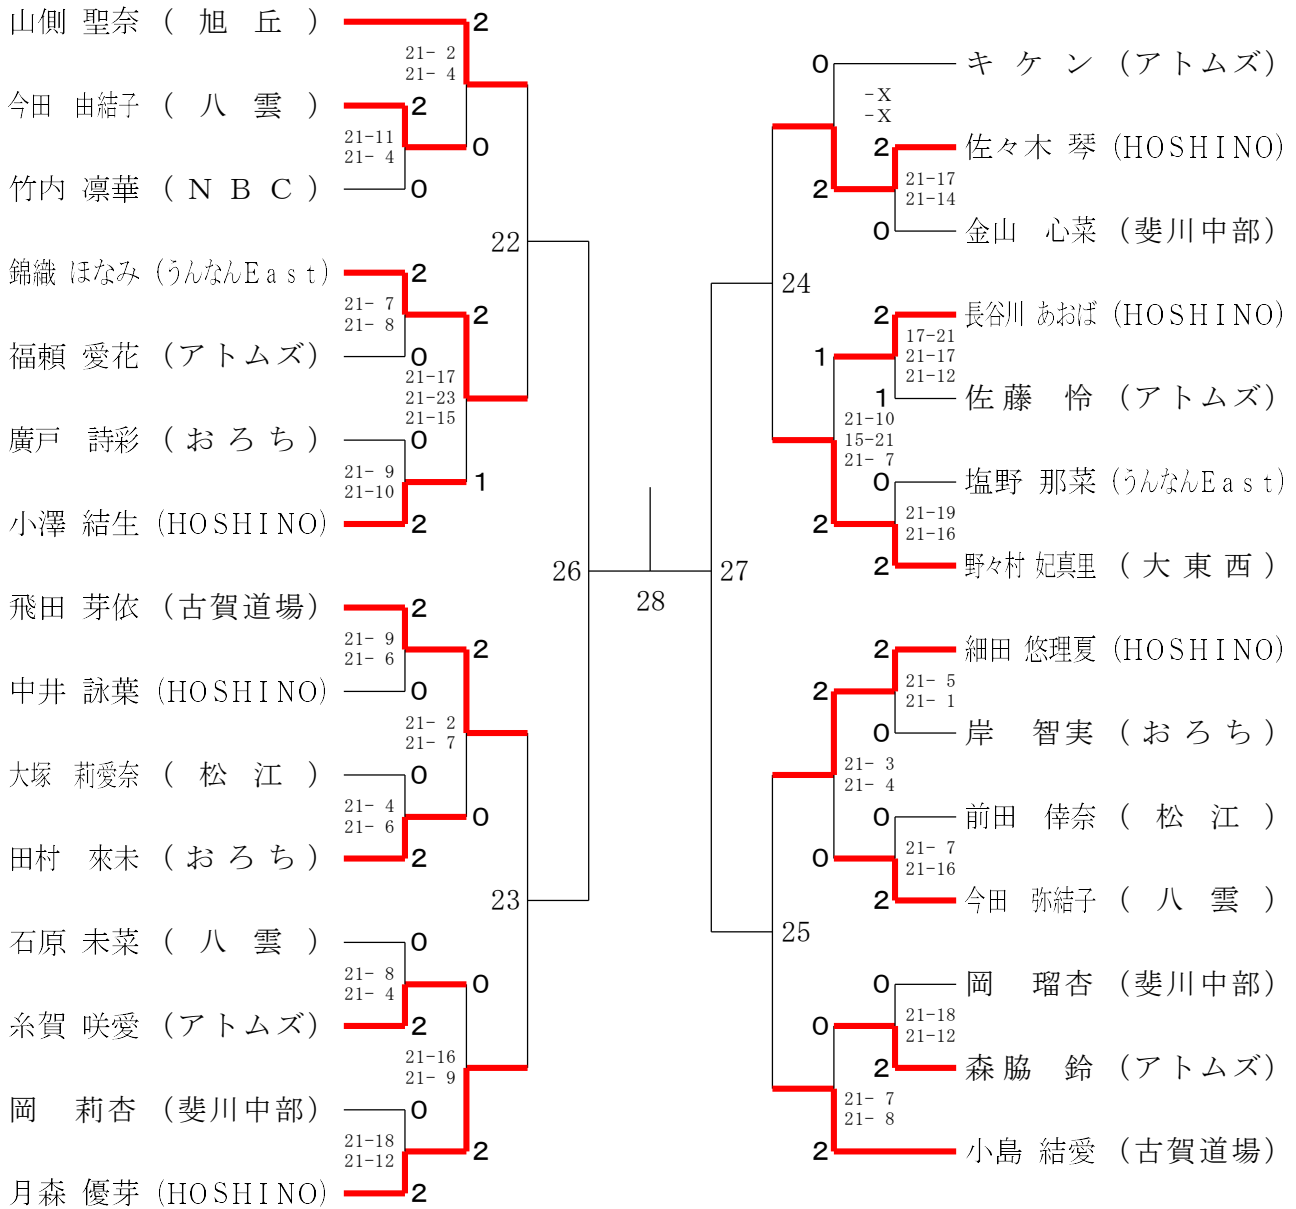 山側 聖奈 ( 旭 丘 )
2
21- 2
21- 4
今田 由結子 ( 八 雲 )
2
21-11
21- 4
0
竹内 凛華 ( N B C )
0
22
錦織 ほなみ (うんなんEast)
2
21- 7
21- 8
2
福頼 愛花 (アトムズ)
0
21-17
21-23
21-15
廣戸 詩彩 ( おろち )
0
21- 9
21-10
1
小澤 結生 (HOSHINO)
2
26
飛田 芽依 (古賀道場)
2
21- 9
21- 6
2
中井 詠葉 (HOSHINO)
0
21- 2
21- 7
大塚 莉愛奈 ( 松 江 )
0
21- 4
21- 6
0
田村 來未 ( おろち )
2
23
石原 未菜 ( 八 雲 )
0
21- 8
21- 4
0
糸賀 咲愛 (アトムズ)
2
21-16
21- 9
岡 莉杏 (斐川中部)
0
21-18
21-12
2
月森 優芽 (HOSHINO)
2
28
0
キ ケ ン (アトムズ)
-X
-X
2
佐々木 琴 (HOSHINO)
2
21-17
21-14
0
金山 心菜 (斐川中部)
24
2
長谷川 あおば (HOSHINO)
1
17-21
21-17
21-12
1
佐藤 怜 (アトムズ)
21-10
15-21
21- 7
0
塩野 那菜 (うんなんEast)
2
21-19
21-16
2
野々村 妃真里 ( 大東西 )
27
2
細田 悠理夏 (HOSHINO)
2
21- 5
21- 1
0
岸 智実 ( おろち )
21- 3
21- 4
0
前田 倖奈 ( 松 江 )
0
21- 7
21-16
2
今田 弥結子 ( 八 雲 )
25
0
岡 瑠杏 (斐川中部)
0
21-18
21-12
2
森脇 鈴 (アトムズ)
21- 7
21- 8
2
小島 結愛 (古賀道場)